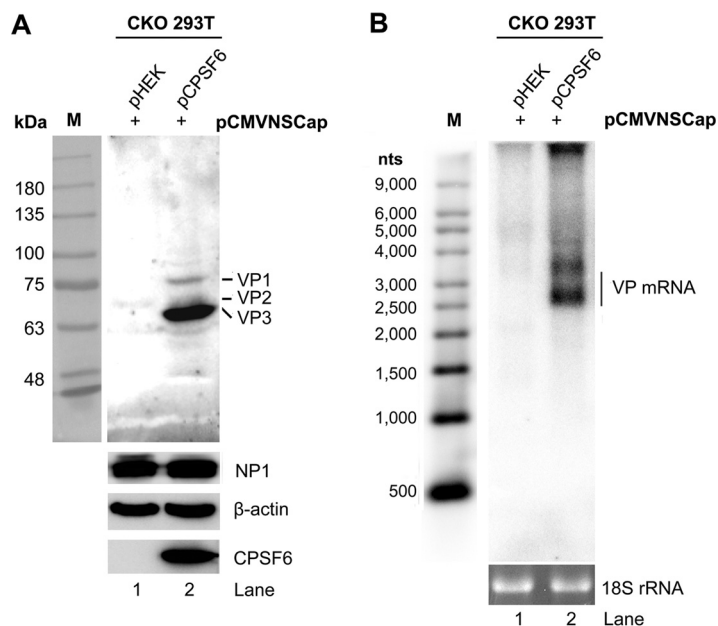 A
CKO 293T
pHEK
pCPSF6
kDa
M
+
+
pCMVNSCap
180
135
100
75
63
48
VP1
VP2
VP3
NP1
β-actin
CPSF6
1
2
Lane
B
CKO 293T
pHEK
pCPSF6
M
+
+
pCMVNSCap
nts
9,000
6,000
5,000
4,000
3,000
2,500
2,000
1,500
1,000
500
VP mRNA
18S rRNA
1
2
Lane